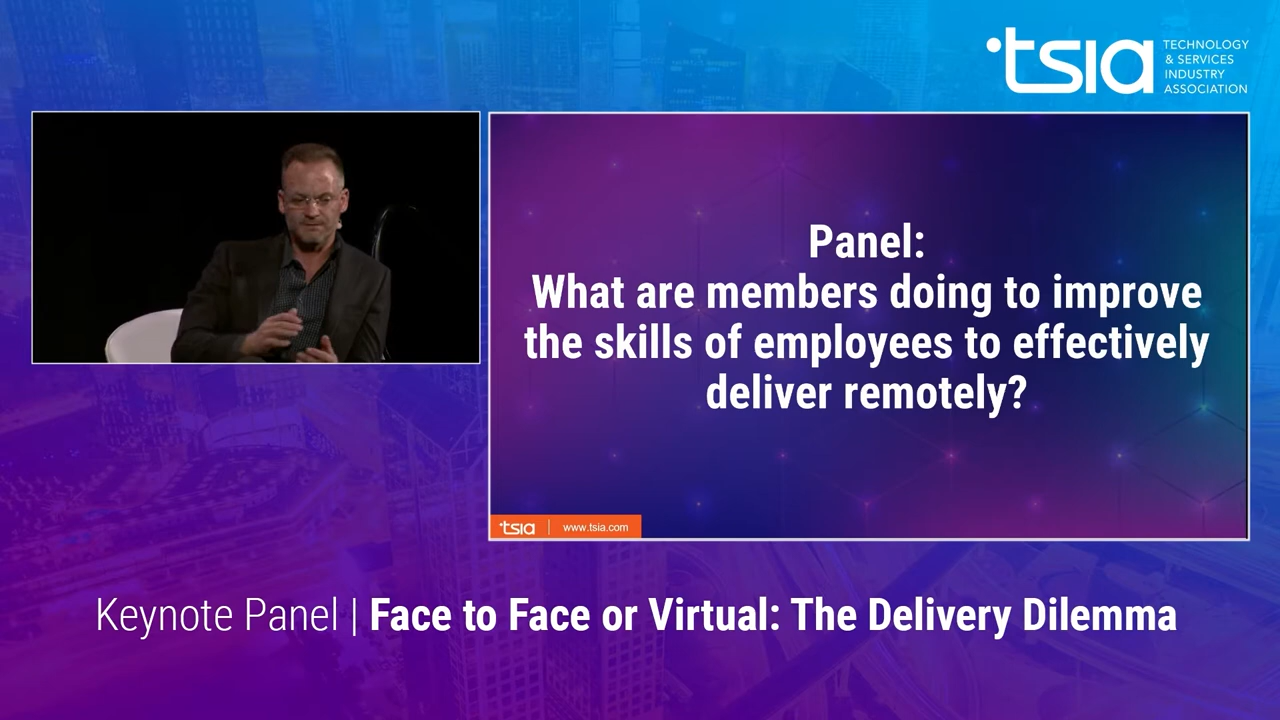 tsia
TECHNOLOGY
& SERVICES
INDUSTRY
ASSOCIATION
Panel:
What are members doing to improve
the skills of employees to effectively
deliver remotely?
tsia | www.tsia.com
Keynote Panel | Face to Face or Virtual: The Delivery Dilemma